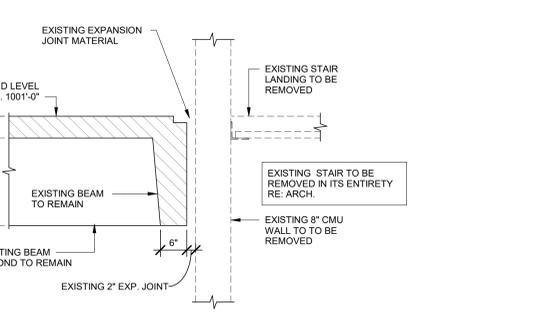 EXISTING EXPANSION
JOINT MATERIAL
EXISTING STAIR
LANDING TO BE
REMOVED
D LEVEL
. 1001'-0"
EXISTING STAIR TO BE
REMOVED IN ITS ENTIRETY
RE: ARCH.
EXISTING BEAM
TO REMAIN
EXISTING 8" CMU
WALL TO TO BE
REMOVED
6"
TING BEAM
OND TO REMAIN
EXISTING 2" EXP. JOINT